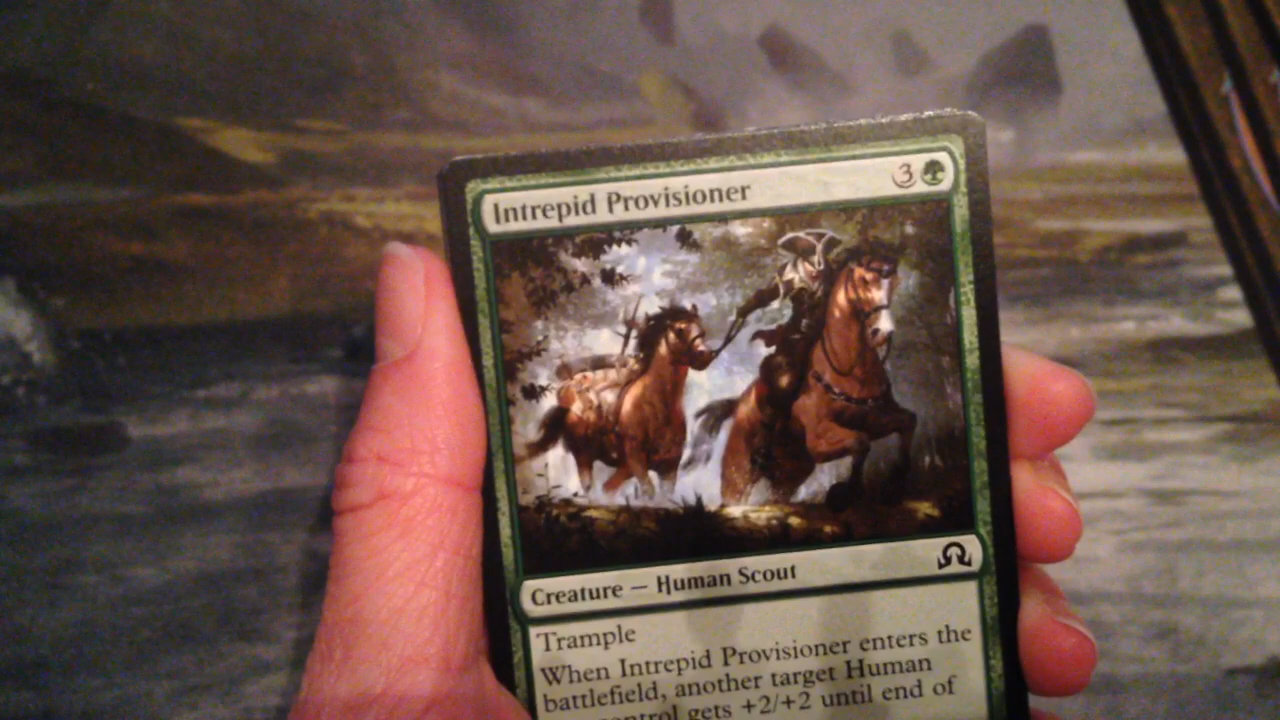 Intrepid Provisioner 3
Creature — Human Scout
Trample
When Intrepid Provisioner enters the
battlefield, another target Human
control gets +2/+2 until end of